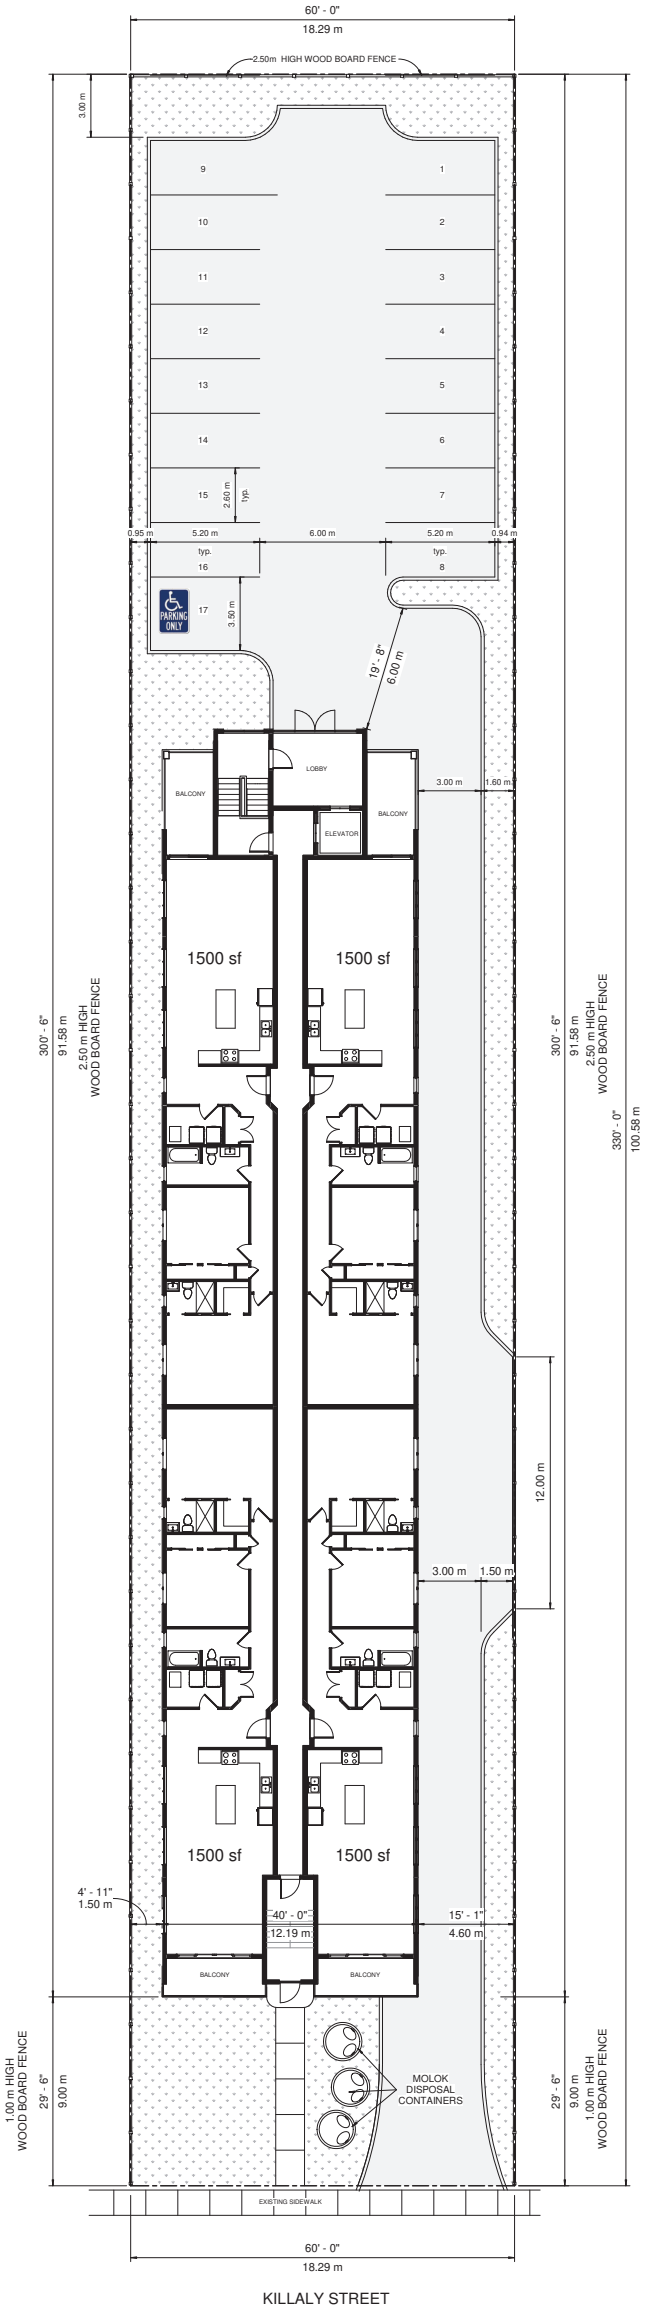 60' - 0"
18.29 m
2.50m HIGH WOOD BOARD FENCE
3.00 m
9
1
10
2
11
3
12
4
13
5
14
6
15
2.60 m
typ.
7
0.95 m
5.20 m
6.00 m
5.20 m
0.94 m
typ.
typ.
16
8
PARKING
ONLY
17
3.50 m
19' - 8"
6.00 m
LOBBY
3.00 m
1.60 m
BALCONY
BALCONY
ELEVATOR
1500 sf
1500 sf
300' - 6"
91.58 m
2.50 m HIGH
WOOD BOARD FENCE
300' - 6"
91.58 m
2.50 m HIGH
WOOD BOARD FENCE
330' - 0"
100.58 m
12.00 m
3.00 m
1.50 m
1500 sf
1500 sf
4' - 11"
1.50 m
40' - 0"
12.19 m
15' - 1"
4.60 m
BALCONY
BALCONY
1.00 m HIGH
WOOD BOARD FENCE
29' - 6"
9.00 m
MOLOK
DISPOSAL
CONTAINERS
29' - 6"
9.00 m
1.00 m HIGH
WOOD BOARD FENCE
EXISTING SIDEWALK
60' - 0"
18.29 m
KILLALY STREET